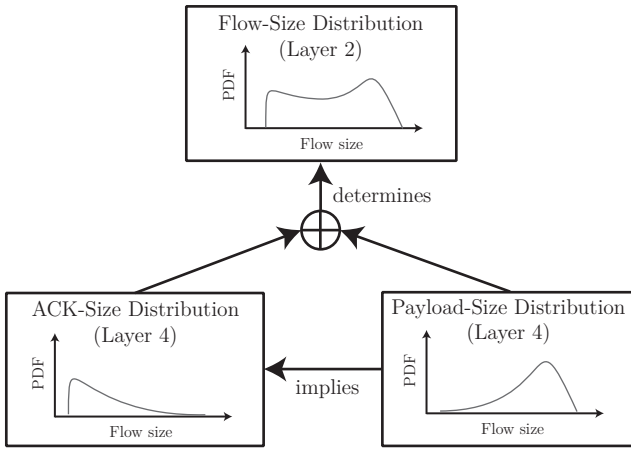 Flow-Size Distribution
(Layer 2)
PDF
Flow size
determines
ACK-Size Distribution
(Layer 4)
PDF
Flow size
implies
Payload-Size Distribution
(Layer 4)
PDF
Flow size